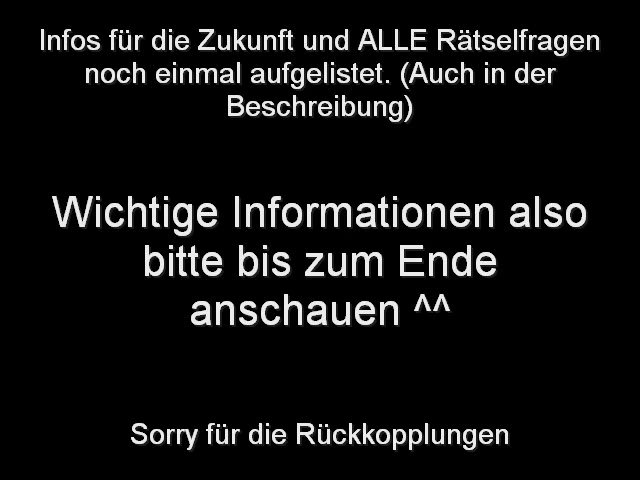 Infos für die Zukunft und ALLE Rätselfragen
noch einmal aufgelistet. (Auch in der
Beschreibung)
Wichtige Informationen also
bitte bis zum Ende
anschauen ^^
Sorry für die Rückkopplungen